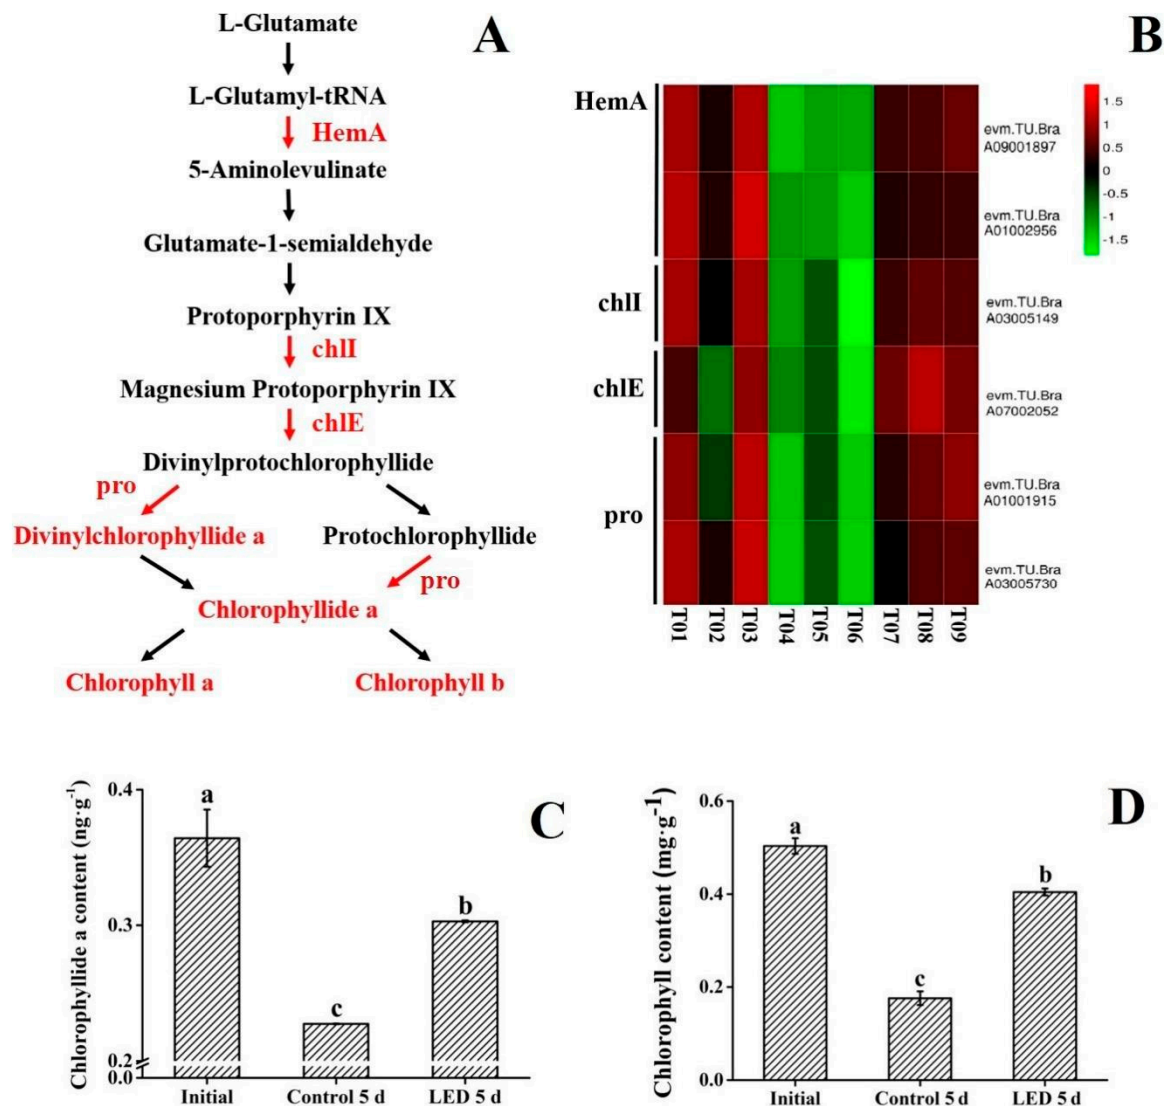 L-Glutamate
A
L-Glutamyl-tRNA
HemA
5-Aminolevulinate
Glutamate-1-semialdehyde
Protoporphyrin IX
chlI
Magnesium Protoporphyrin IX
chlE
Divinylprotochlorophyllide
pro
Divinylchlorophyllide a
Protochlorophyllide
pro
Chlorophyllide a
Chlorophyll a
Chlorophyll b
B
HemA
chlI
chlE
pro
evm.TU.Bra
A09001897
evm.TU.Bra
A01002956
evm.TU.Bra
A03005149
evm.TU.Bra
A07002052
evm.TU.Bra
A01001915
evm.TU.Bra
A03005730
1.5
1
0.5
0
-0.5
-1
-1.5
T01 T02 T03 T04 T05 T06 T07 T08 T09
C
Chlorophyllide a content (ng·g⁻¹)
0.4
0.3
0.2
0.0
a
c
b
Initial Control 5 d LED 5 d
D
Chlorophyll content (mg·g⁻¹)
0.6
0.4
0.2
0.0
a
c
b
Initial Control 5 d LED 5 d